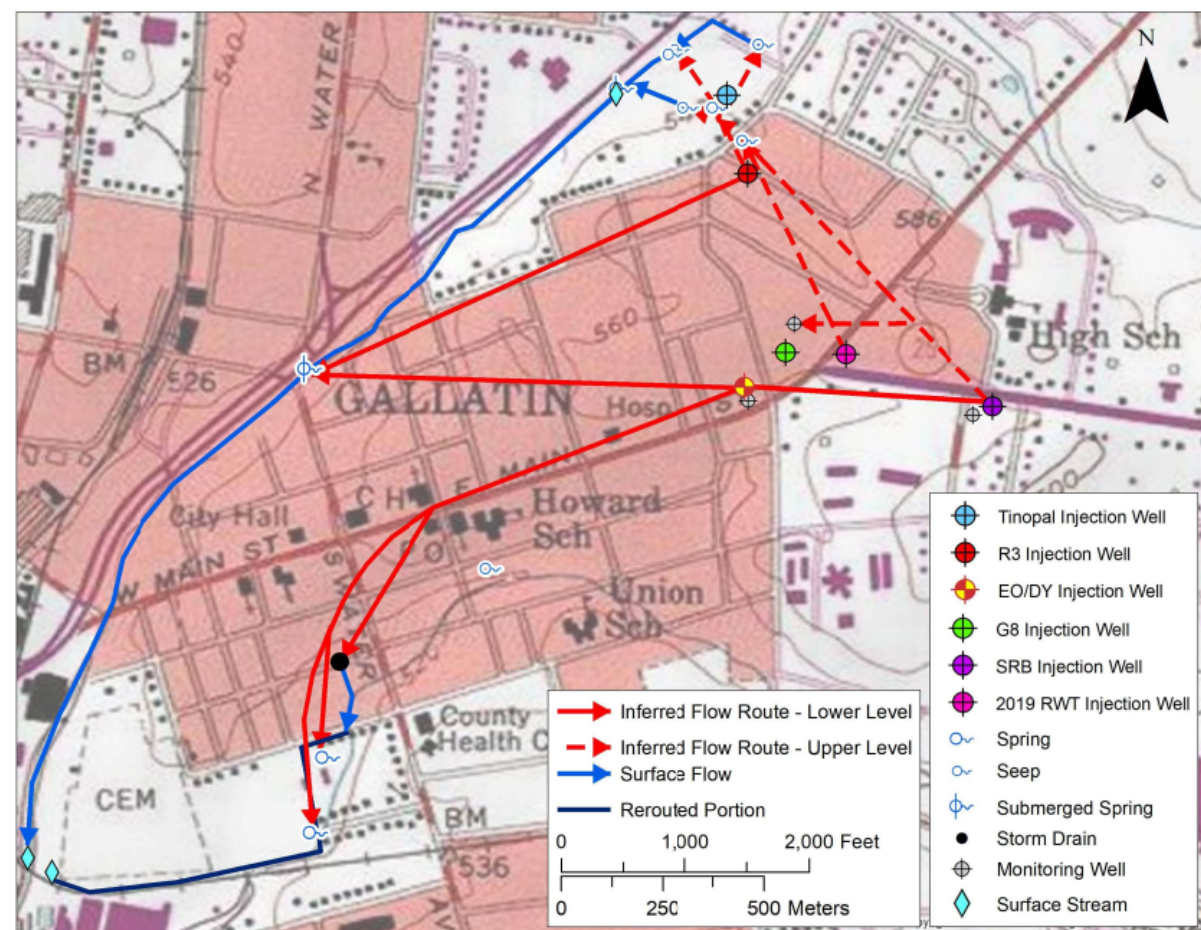 540
N WATER
N
586
560
High Sch
BM
526
GALLATIN
Hosp
E MAIN
C H
City Hall
P O
Howard
Sch
W MAIN ST
S WATER
Union
Sch
County
Health C
CEM
BM
536
AV
Tinopal Injection Well
R3 Injection Well
EO/DY Injection Well
G8 Injection Well
SRB Injection Well
2019 RWT Injection Well
Spring
Seep
Submerged Spring
Storm Drain
Monitoring Well
Surface Stream
Inferred Flow Route - Lower Level
Inferred Flow Route - Upper Level
Surface Flow
Rerouted Portion
0 1,000 2,000 Feet
0 250 500 Meters